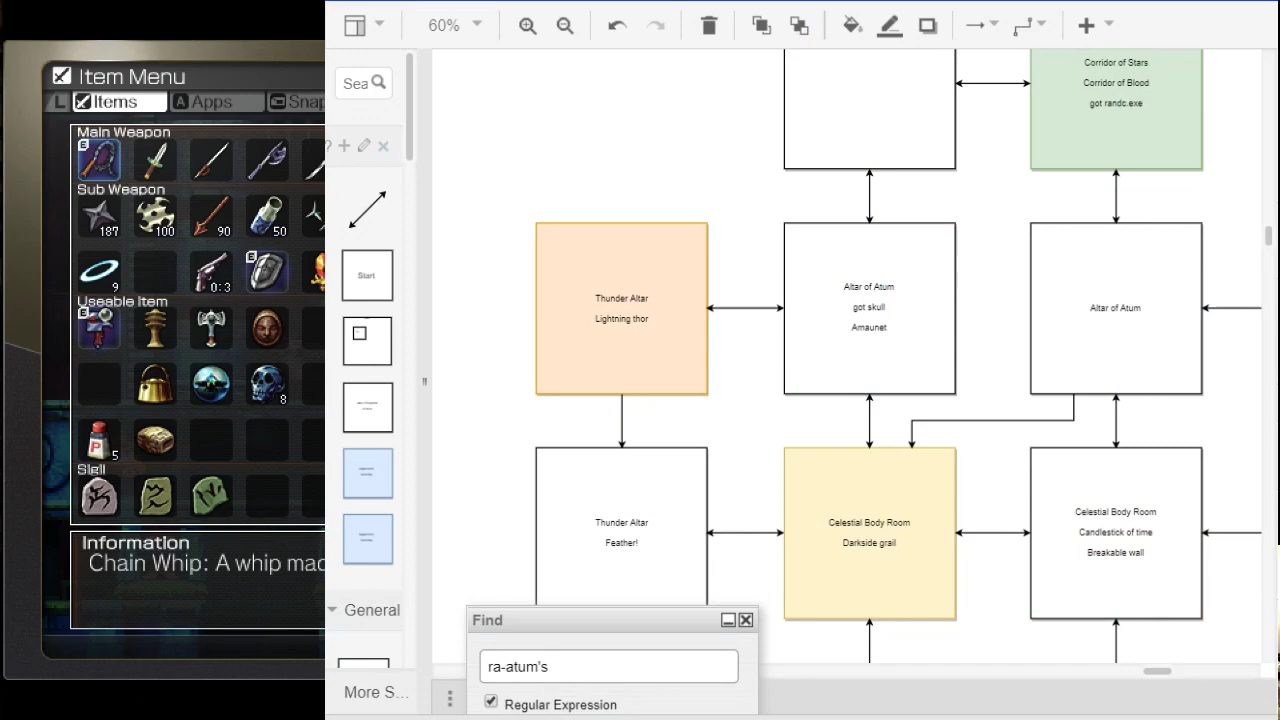 Item Menu
L
Items
A
Apps
Snap
Main Weapon
E
Sub Weapon
187
100
90
50
9
0:3
E
Useable Item
E
8
P
5
Sigil
Information
Chain Whip: A whip mad
60%
Sea
?
Start
General
More S...
Corridor of Stars
Corridor of Blood
got randc.exe
Thunder Altar
Lightning thor
Altar of Atum
got skull
Amaunet
Altar of Atum
Thunder Altar
Feather!
Celestial Body Room
Darkside grail
Celestial Body Room
Candlestick of time
Breakable wall
Find
ra-atum's
Regular Expression